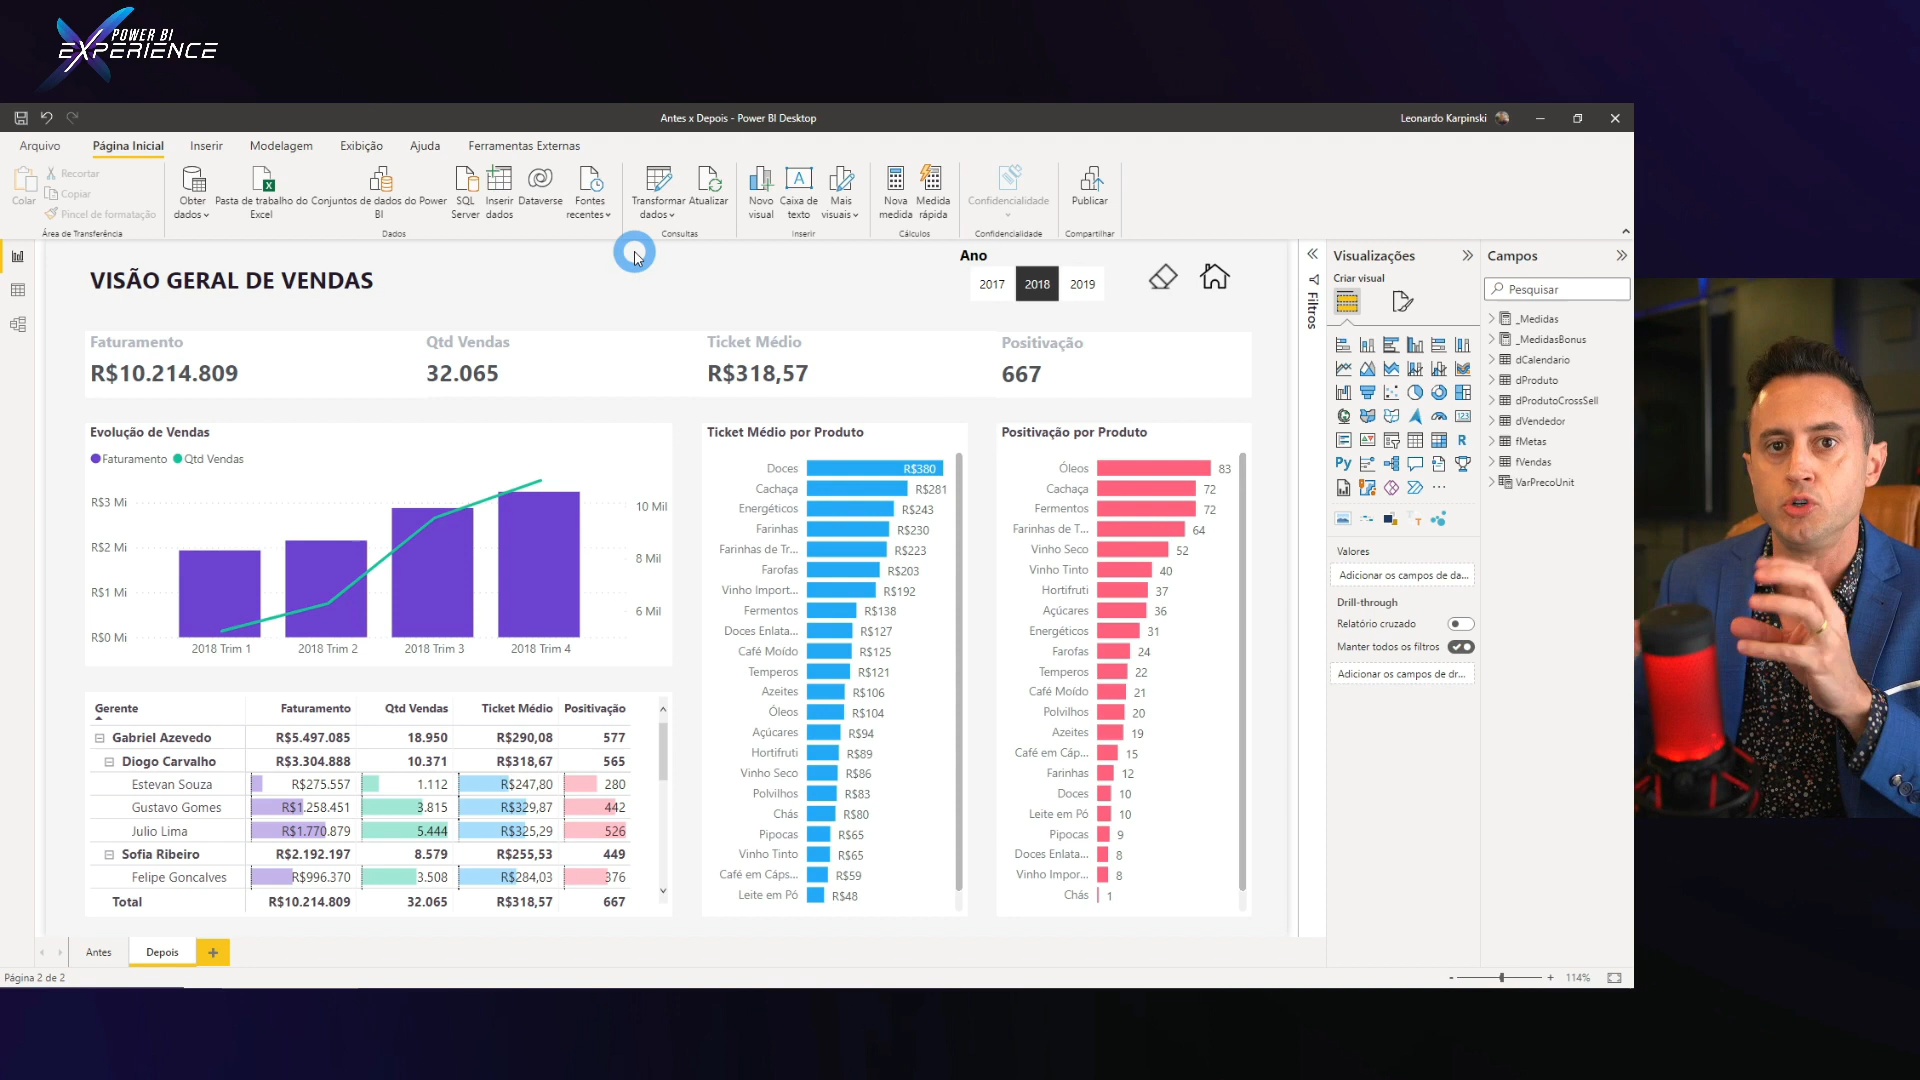 POWER BI
EXPERIENCE
Antes x Depois - Power BI Desktop
Leonardo Karpinski
Arquivo
Página Inicial
Inserir
Modelagem
Exibição
Ajuda
Ferramentas Externas
Colar
Recortar
Copiar
Pincel de formatação
Área de Transferência
Obter dados
Pasta de trabalho do Excel
Conjuntos de dados do Power BI
SQL Server
Inserir dados
Dataverse
Fontes recentes
Dados
Transformar dados
Atualizar
Consultas
Novo visual
Caixa de texto
Mais visuais
Inserir
Nova medida
Medida rápida
Cálculos
Confidencialidade
Confidencialidade
Publicar
Compartilhar
VISÃO GERAL DE VENDAS
Ano
2017 2018 2019
Faturamento
R$10.214.809
Qtd Vendas
32.065
Ticket Médio
R$318,57
Positivação
667
Evolução de Vendas
Faturamento Qtd Vendas
R$3 Mi
R$2 Mi
R$1 Mi
R$0 Mi
10 Mil
8 Mil
6 Mil
2018 Trim 1 2018 Trim 2 2018 Trim 3 2018 Trim 4
Gerente Faturamento Qtd Vendas Ticket Médio Positivação
Gabriel Azevedo R$5.497.085 18.950 R$290,08 577
Diogo Carvalho R$3.304.888 10.371 R$318,67 565
Estevan Souza R$275.557 1.112 R$247,80 280
Gustavo Gomes R$1.258.451 3.815 R$329,87 442
Julio Lima R$1.770.879 5.444 R$325,29 526
Sofia Ribeiro R$2.192.197 8.579 R$255,53 449
Felipe Goncalves R$996.370 3.508 R$284,03 376
Total R$10.214.809 32.065 R$318,57 667
Ticket Médio por Produto
Doces R$380
Cachaça R$281
Energéticos R$243
Farinhas R$230
Farinhas de Tr... R$223
Farofas R$203
Vinho Import... R$192
Fermentos R$138
Doces Enlata... R$127
Café Moído R$125
Temperos R$121
Azeites R$106
Óleos R$104
Açúcares R$94
Hortifruti R$89
Vinho Seco R$86
Polvilhos R$83
Chás R$80
Pipocas R$65
Vinho Tinto R$65
Café em Cáps... R$59
Leite em Pó R$48
Positivação por Produto
Óleos 83
Cachaça 72
Fermentos 72
Farinhas de T... 64
Vinho Seco 52
Vinho Tinto 40
Hortifruti 37
Açúcares 36
Energéticos 31
Farofas 24
Temperos 22
Café Moído 21
Polvilhos 20
Azeites 19
Café em Cáp... 15
Farinhas 12
Doces 10
Leite em Pó 10
Pipocas 9
Doces Enlata... 8
Vinho Impor... 8
Chás 1
Filtros
Visualizações
Criar visual
123
R
Py
Valores
Adicionar os campos de da...
Drill-through
Relatório cruzado
Manter todos os filtros
Adicionar os campos de dr...
Campos
Pesquisar
_Medidas
_MedidasBonus
dCalendario
dProduto
dProdutoCrossSell
dVendedor
fMetas
fVendas
VarPrecoUnit
Antes
Depois
Página 2 de 2
114%